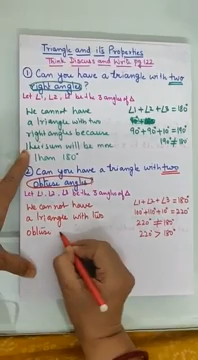 Triangle and its Properties
Think Discuss and Write pg 122
① Can you have a triangle with two
right angles?
Let ∠1, ∠2, ∠3 be the 3 angles of Δ
We cannot have
a triangle with two
right angles because
their sum will be more
than 180°
∠1 + ∠2 + ∠3 = 180°
90° + 90° + 10° = 190°
190° ≠ 180°
② Can you have a triangle with two
obtuse angles?
Let ∠1, ∠2, ∠3 be the 3 angles of Δ
We can not have
a triangle with two
obtus
∠1 + ∠2 + ∠3 = 180°
100° + 110° + 10° = 220°
220° ≠ 180°
220° > 180°